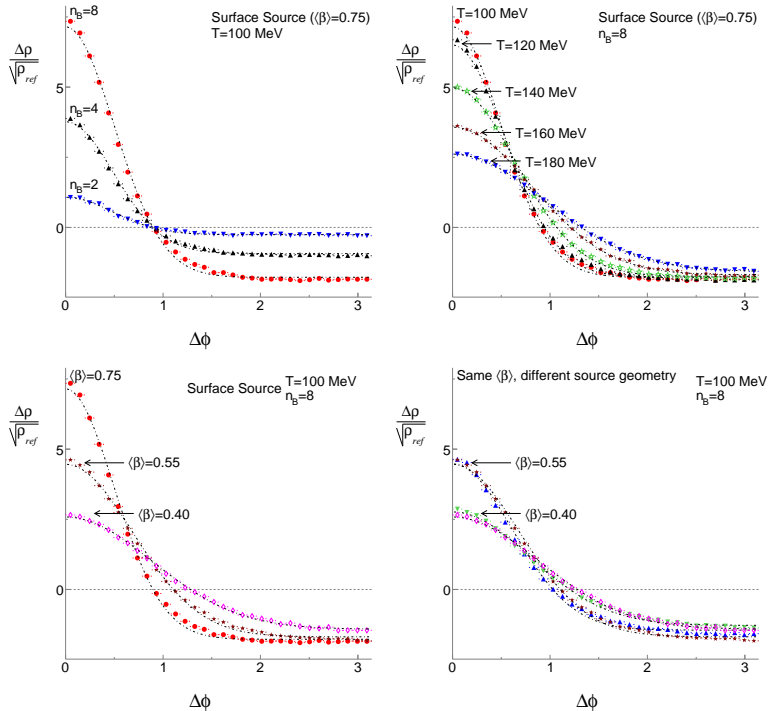 n_B=8
Surface Source (⟨β⟩=0.75)
T=100 MeV
Δρ
√ρ_ref
5
n_B=4
n_B=2
0
0 1 2 3
Δϕ
T=100 MeV
Surface Source (⟨β⟩=0.75)
n_B=8
T=120 MeV
Δρ
√ρ_ref
5
T=140 MeV
T=160 MeV
T=180 MeV
0
0 1 2 3
Δϕ
⟨β⟩=0.75
Surface Source
T=100 MeV
n_B=8
Δρ
√ρ_ref
5
⟨β⟩=0.55
⟨β⟩=0.40
0
0 1 2 3
Δϕ
Same ⟨β⟩, different source geometry
T=100 MeV
n_B=8
Δρ
√ρ_ref
5
⟨β⟩=0.55
⟨β⟩=0.40
0
0 1 2 3
Δϕ